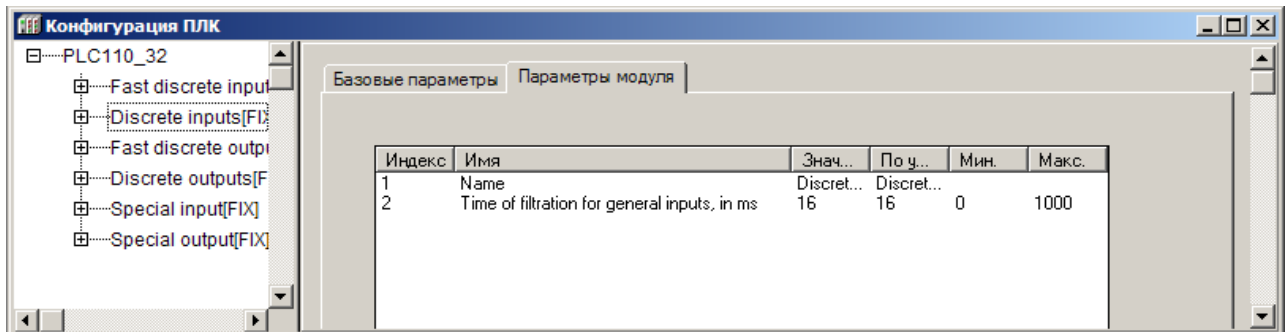 Конфигурация ПЛК
PLC110_32
Fast discrete input
Discrete inputs[FIX
Fast discrete outpu
Discrete outputs[F
Special input[FIX]
Special output[FIX]
Базовые параметры Параметры модуля
Индекс Имя Знач... По у... Мин. Макс.
1 Name Discret... Discret...
2 Time of filtration for general inputs, in ms 16 16 0 1000